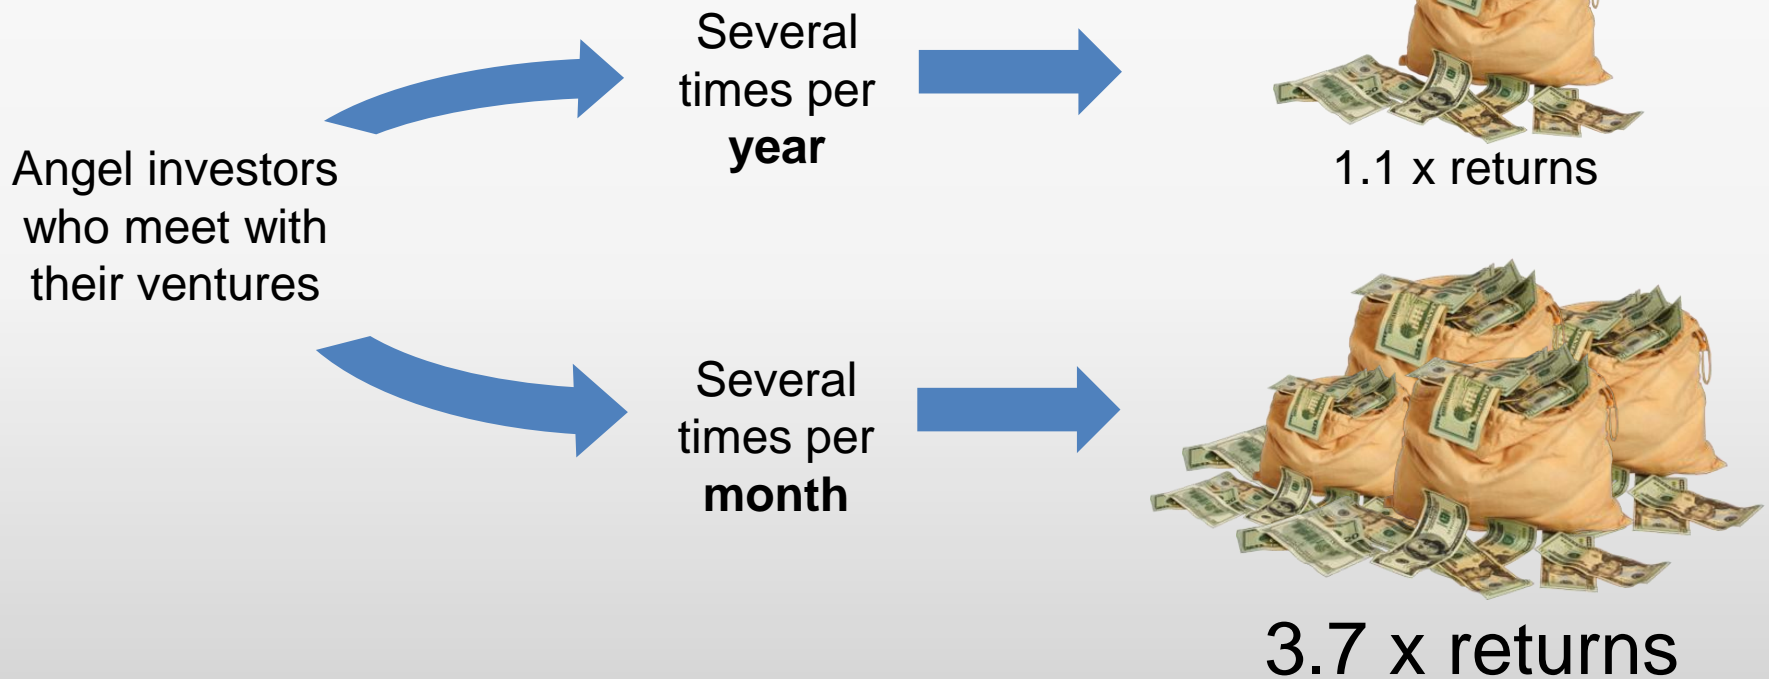 Angel investors
who meet with
their ventures
Several
times per
year
1.1 x returns
Several
times per
month
3.7 x returns